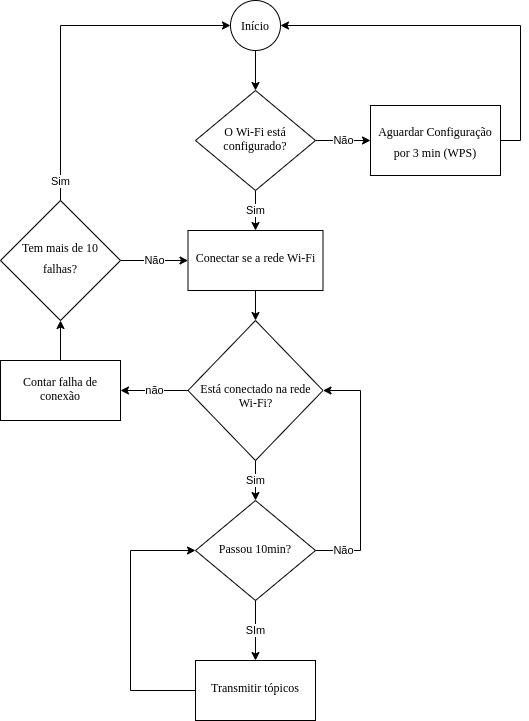 Início
O Wi-Fi está
configurado?
Não
Aguardar Configuração
por 3 min (WPS)
Sim
Sim
Tem mais de 10
falhas?
Não
Conectar se a rede Wi-Fi
Contar falha de
conexão
não
Está conectado na rede
Wi-Fi?
Sim
Passou 10min?
Não
SIm
Transmitir tópicos